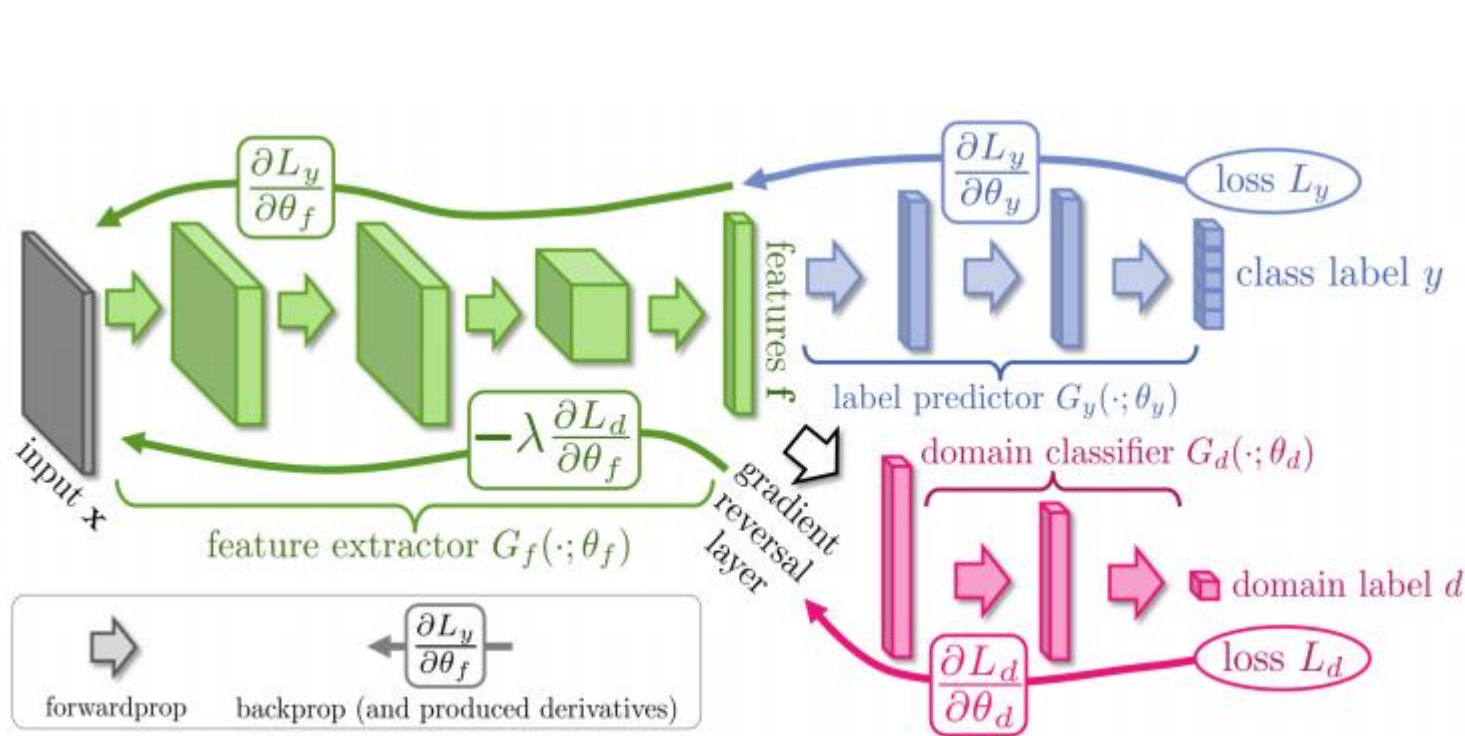 ∂L_y/∂θ_f
∂L_y/∂θ_y
loss L_y
features f
class label y
label predictor G_y(·; θ_y)
−λ ∂L_d/∂θ_f
input x
feature extractor G_f(·; θ_f)
gradient
reversal
layer
domain classifier G_d(·; θ_d)
domain label d
loss L_d
∂L_d/∂θ_d
∂L_y/∂θ_f
forwardprop
backprop (and produced derivatives)